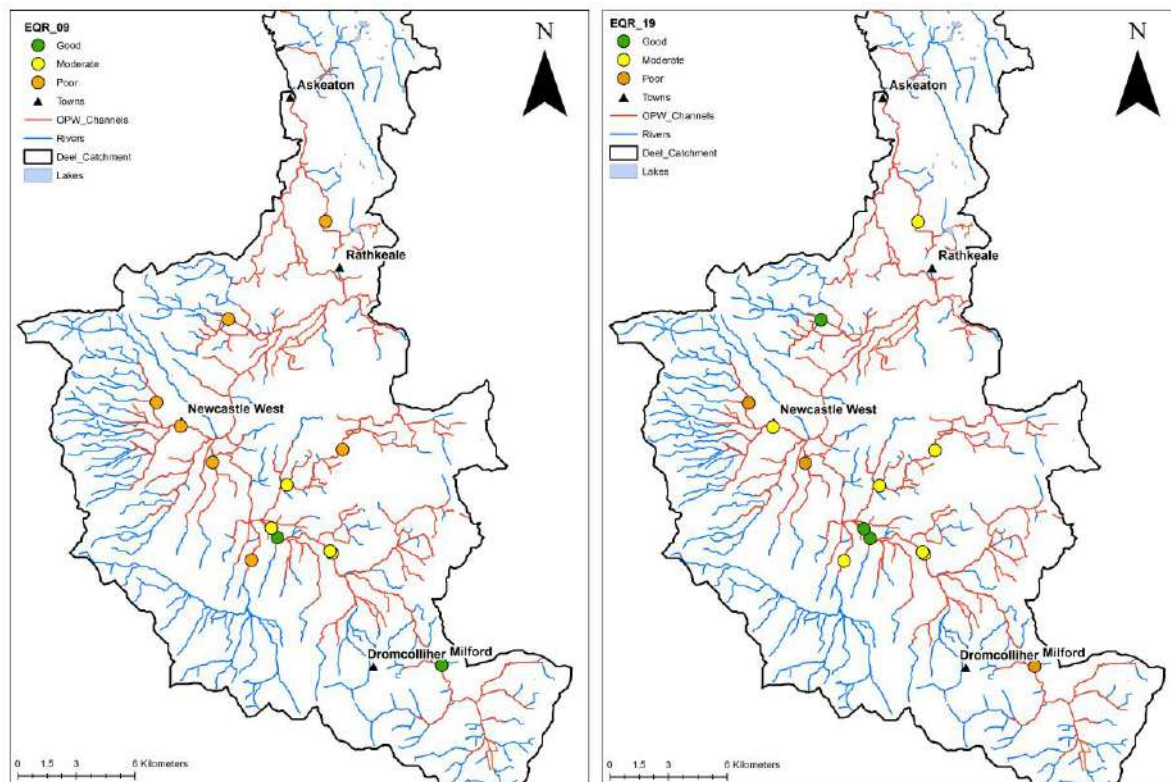 EQR_09
Good
Moderate
Poor
Towns
OPW_Channels
Rivers
Deel_Catchment
Lakes
N
Askeaton
Rathkeale
Newcastle West
Dromcolliher
Milford
0 1.5 3 6 Kilometers
EQR_19
Good
Moderate
Poor
Towns
OPW_Channels
Rivers
Deel_Catchment
Lakes
N
Askeaton
Rathkeale
Newcastle West
Dromcolliher
Milford
0 1.5 3 6 Kilometers